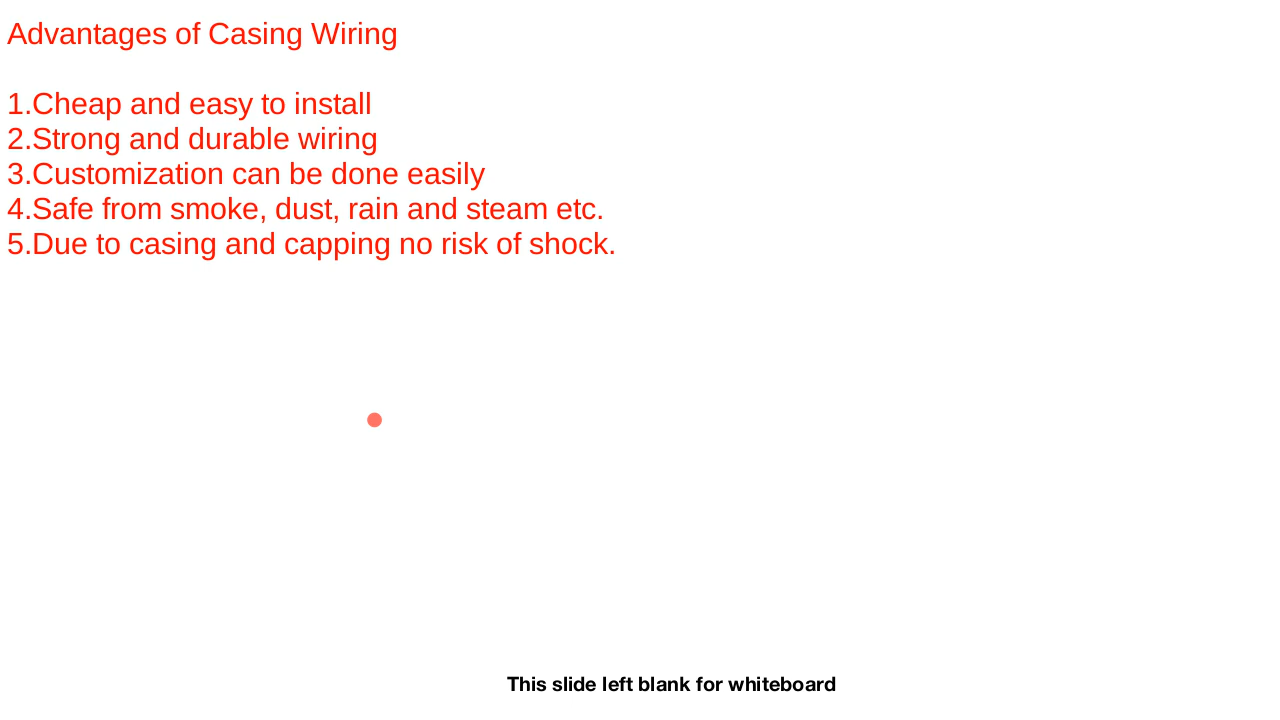 Advantages of Casing Wiring
1.Cheap and easy to install
2.Strong and durable wiring
3.Customization can be done easily
4.Safe from smoke, dust, rain and steam etc.
5.Due to casing and capping no risk of shock.
This slide left blank for whiteboard